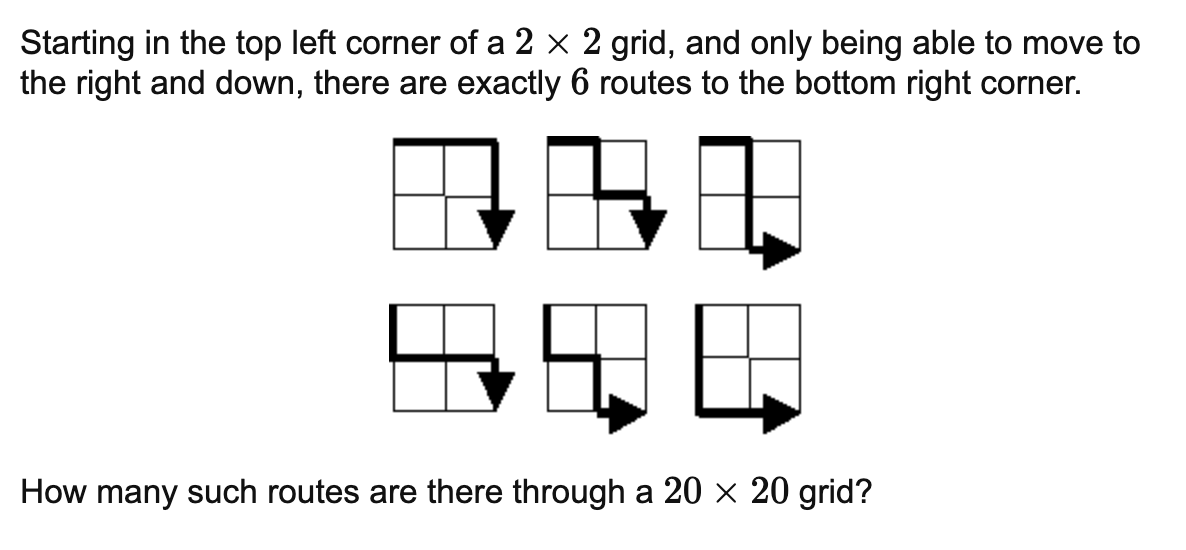 Starting in the top left corner of a 2 × 2 grid, and only being able to move to
the right and down, there are exactly 6 routes to the bottom right corner.
How many such routes are there through a 20 × 20 grid?